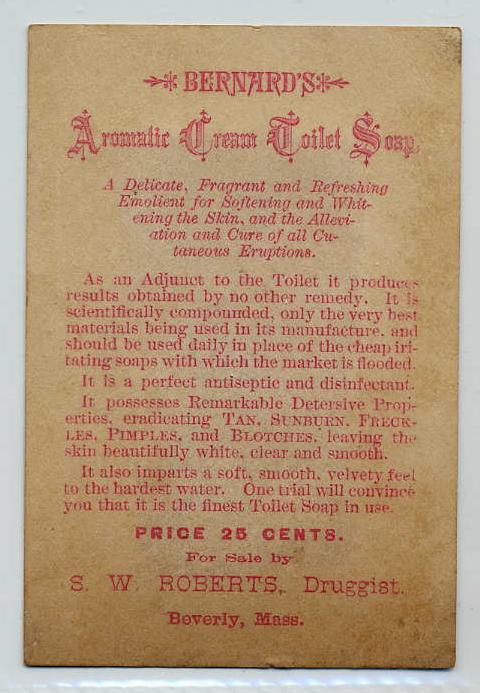 BERNARD'S
Aromatic Cream Toilet Soap,
A Delicate, Fragrant and Refreshing
Emolient for Softening and Whit-
ening the Skin, and the Allevi-
ation and Cure of all Cu-
taneous Eruptions.
As an Adjunct to the Toilet it produces
results obtained by no other remedy. It is
scientifically compounded, only the very best
materials being used in its manufacture, and
should be used daily in place of the cheap iri-
tating soaps with which the market is flooded.
It is a perfect antiseptic and disinfectant.
It possesses Remarkable Detersive Prop-
erties, eradicating TAN, SUNBURN, FRECK-
LES, PIMPLES, and BLOTCHES, leaving the
skin beautifully white, clear and smooth.
It also imparts a soft, smooth, velvety feel
to the hardest water. One trial will convince
you that it is the finest Toilet Soap in use.
PRICE 25 CENTS.
For Sale by
S. W. ROBERTS, Druggist.
Beverly, Mass.